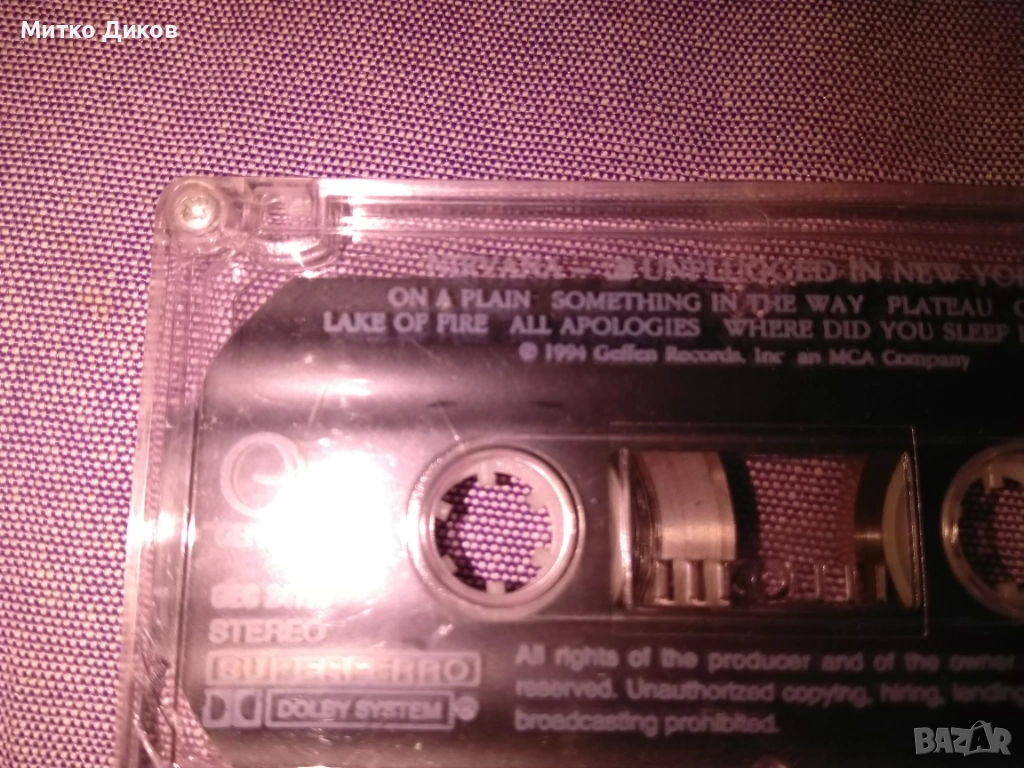 Митко Диков
NIRVANA UNPLUGGED IN NEW YO
ON A PLAIN SOMETHING IN THE WAY PLATEAU
LAKE OF FIRE ALL APOLOGIES WHERE DID YOU SLEEP
© 1994 Geffen Records, Inc an MCA Company
STEREO
SUPERFERRO
DOLBY SYSTEM
All rights of the producer and of the owner
reserved. Unauthorized copying, hiring, lending
broadcasting prohibited.
BAZAR